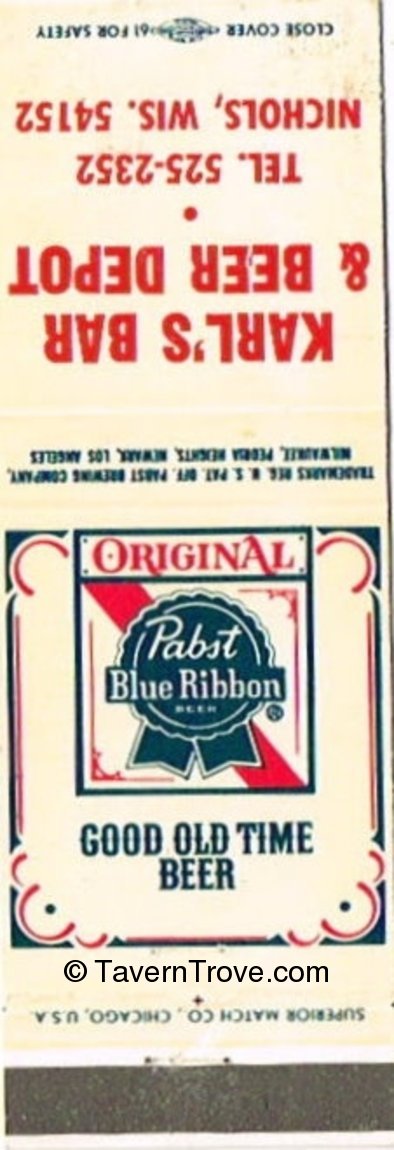 CLOSE COVER 61 FOR SAFETY
NICHOLS, WIS. 54152
TEL. 525-2352
•
& BEER DEPOT
KARL'S BAR
MILWAUKEE, PEORIA HEIGHTS, NEWARK, LOS ANGELES
TRADEMARKS REG. U. S. PAT. OFF. PABST BREWING COMPANY,
ORIGINAL
Pabst
Blue Ribbon
BEER
®
GOOD OLD TIME
BEER
© TavernTrove.com
SUPERIOR MATCH CO., CHICAGO, U.S.A.